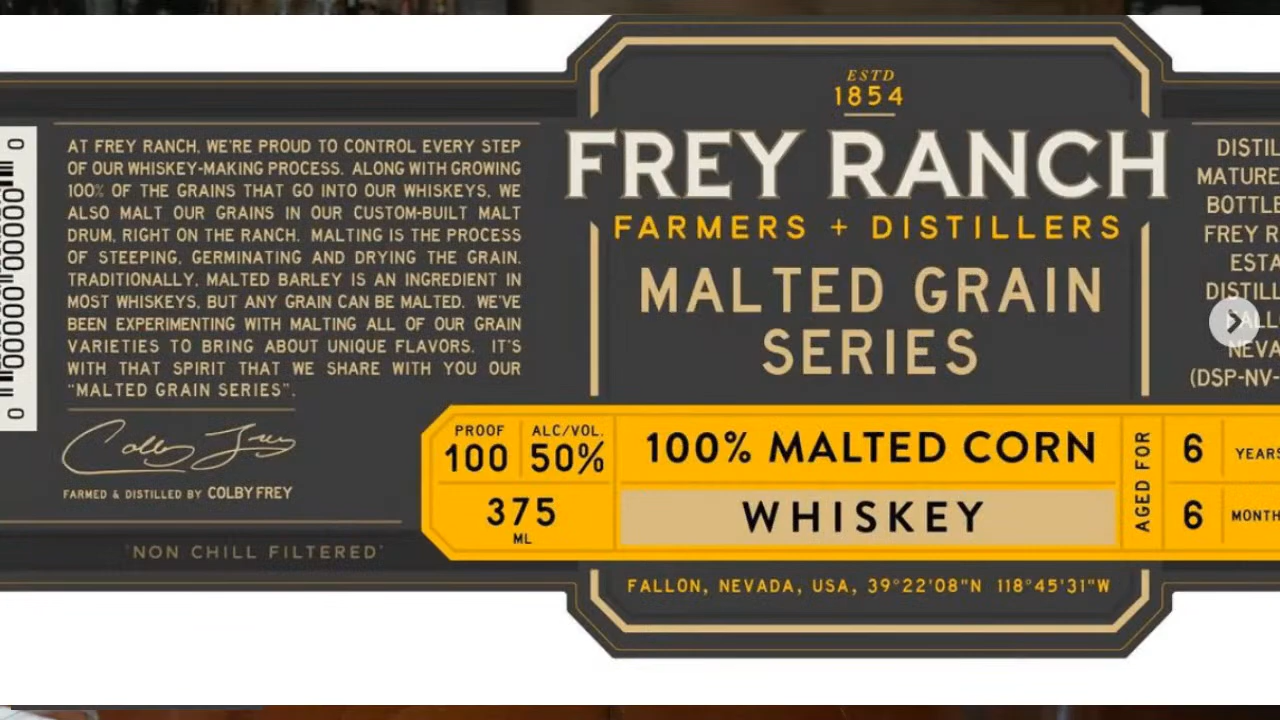 0 00000 00000 0
AT FREY RANCH, WE'RE PROUD TO CONTROL EVERY STEP
OF OUR WHISKEY-MAKING PROCESS. ALONG WITH GROWING
100% OF THE GRAINS THAT GO INTO OUR WHISKEYS, WE
ALSO MALT OUR GRAINS IN OUR CUSTOM-BUILT MALT
DRUM, RIGHT ON THE RANCH. MALTING IS THE PROCESS
OF STEEPING, GERMINATING AND DRYING THE GRAIN.
TRADITIONALLY, MALTED BARLEY IS AN INGREDIENT IN
MOST WHISKEYS, BUT ANY GRAIN CAN BE MALTED. WE'VE
BEEN EXPERIMENTING WITH MALTING ALL OF OUR GRAIN
VARIETIES TO BRING ABOUT UNIQUE FLAVORS. IT'S
WITH THAT SPIRIT THAT WE SHARE WITH YOU OUR
"MALTED GRAIN SERIES".
Colby Frey
FARMED & DISTILLED BY COLBY FREY
'NON CHILL FILTERED'
ESTD
1854
FREY RANCH
FARMERS + DISTILLERS
MALTED GRAIN
SERIES
PROOF
100
ALC/VOL.
50%
375
ML
100% MALTED CORN
WHISKEY
AGED FOR
6 YEARS
6 MONTH
FALLON, NEVADA, USA, 39°22'08"N 118°45'31"W
DISTIL
MATURE
BOTTLE
FREY R
ESTA
DISTILL
ALL
NEVA
(DSP-NV-